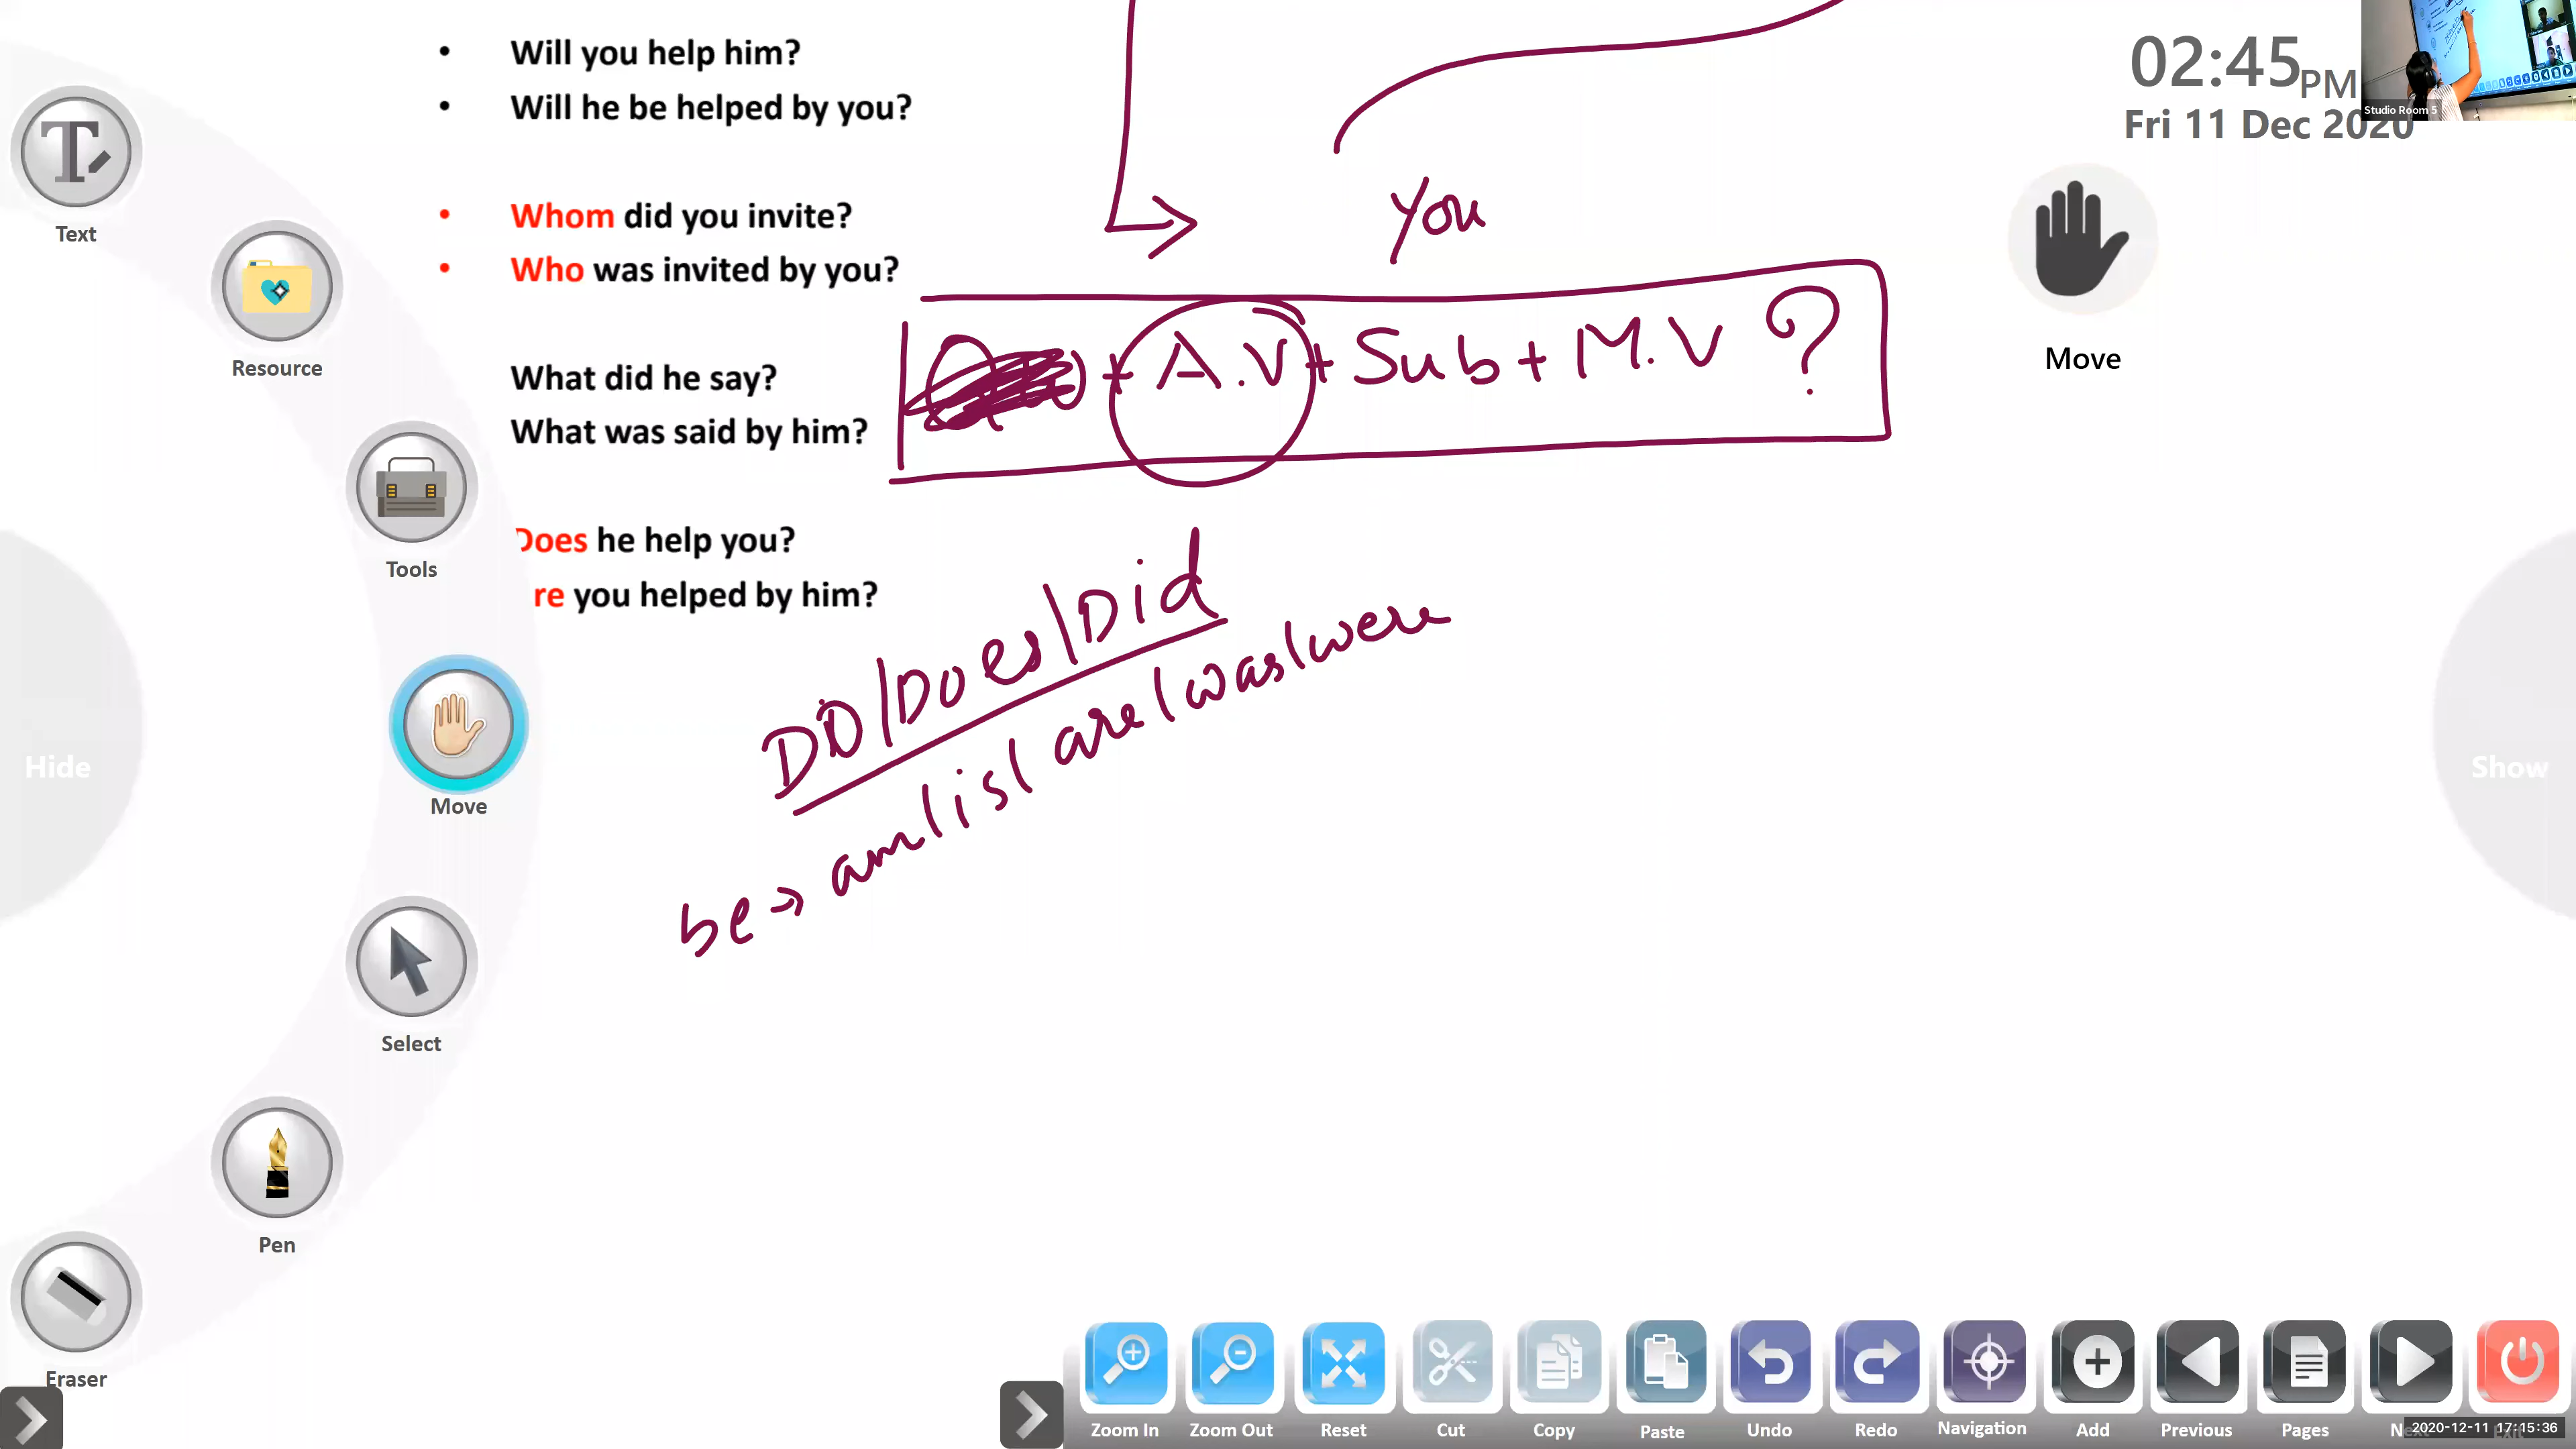 • Will you help him?
• Will he be helped by you?
• Whom did you invite?
• Who was invited by you?
What did he say?
What was said by him?
Does he help you?
re you helped by him?
you
+ A.V + Sub + M.V ?
DO/Does/Did
be → am/is/are/was/were
02:45 PM
Fri 11 Dec 2020
Studio Room 5
Move
Text
Resource
Tools
Move
Select
Pen
Eraser
Hide
Show
Zoom In
Zoom Out
Reset
Cut
Copy
Paste
Undo
Redo
Navigation
Add
Previous
Pages
2020-12-11 17:15:36